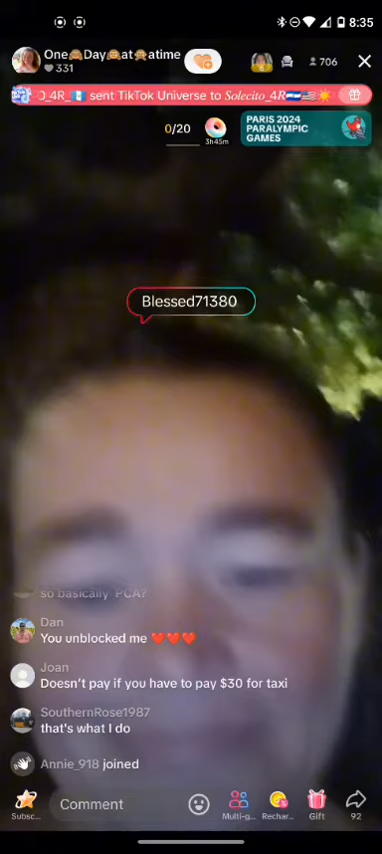 8:35
One🙈Day🙉at🙊atime
331
706
O_4R_🇬🇹 sent TikTok Universe to Solecito_4R🇸🇻🇺🇸☀️
0/20
3h45m
PARIS 2024
PARALYMPIC
GAMES
Blessed71380
so basically PCA?
Dan
You unblocked me ❤️❤️❤️
Joan
Doesn't pay if you have to pay $30 for taxi
SouthernRose1987
that's what I do
Annie_918 joined
Comment
Subsc...
Multi-g...
Rechar...
Gift
92